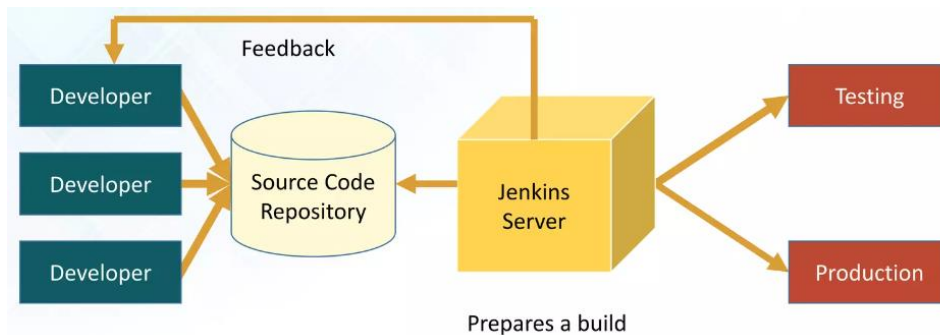 Feedback
Developer
Developer
Developer
Source Code
Repository
Jenkins
Server
Prepares a build
Testing
Production